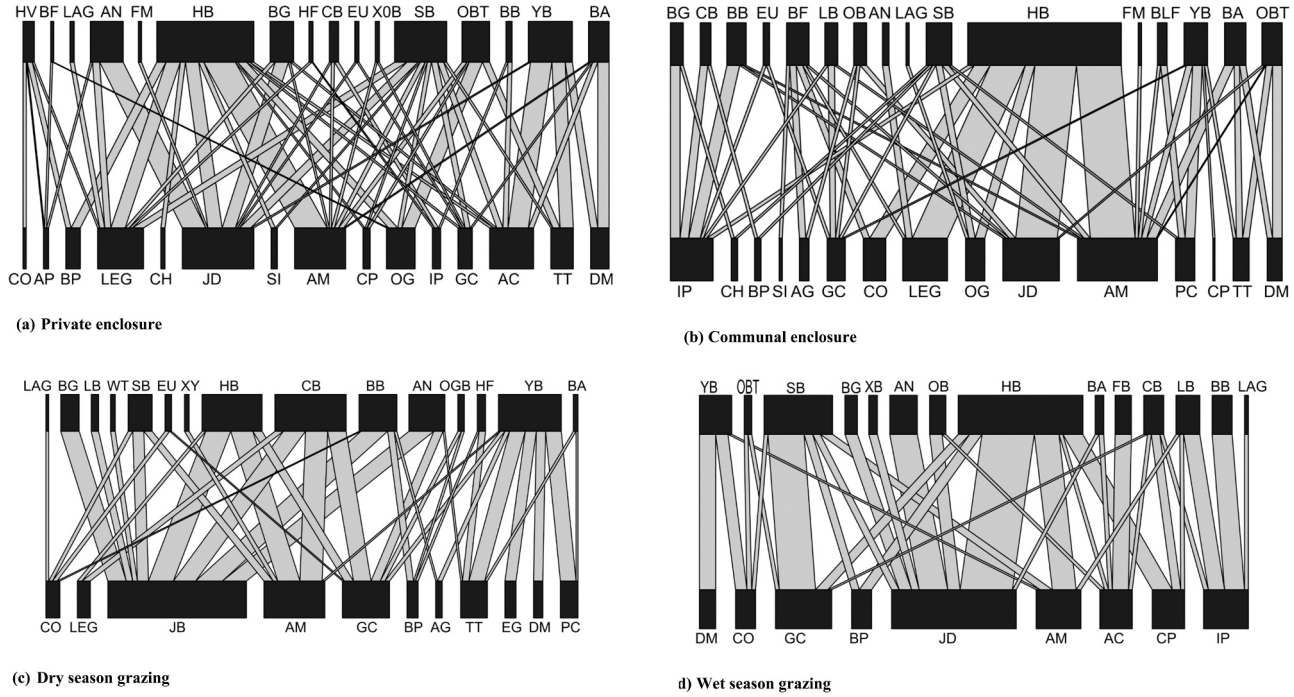 HV BF LAG AN FM HB BG HF CB EU X0B SB OBT BB YB BA
CO AP BP LEG CH JD SI AM CP OG IP GC AC TT DM
(a) Private enclosure
BG CB BB EU BF LB OB AN LAG SB HB FM BLF YB BA OBT
IP CH BP SI AG GC CO LEG OG JD AM PC CP TT DM
(b) Communal enclosure
LAG BG LB WT SB EU XY HB CB BB AN OGB HF YB BA
CO LEG JB AM GC BP AG TT EG DM PC
(c) Dry season grazing
YB OBT SB BG XB AN OB HB BA FB CB LB BB LAG
DM CO GC BP JD AM AC CP IP
d) Wet season grazing